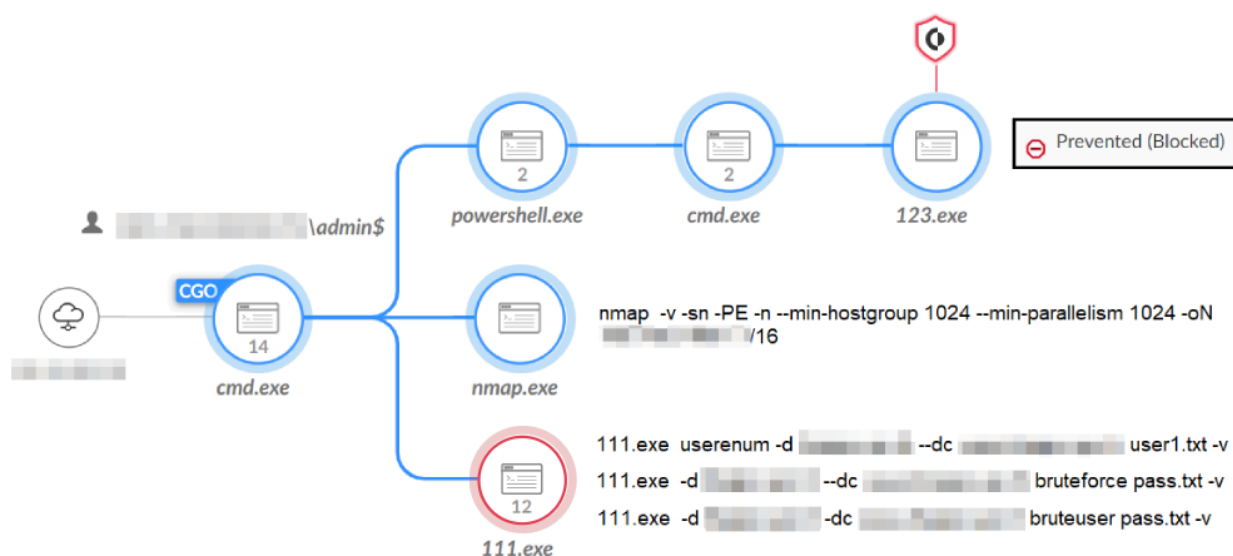 Prevented (Blocked)
2
2
powershell.exe
cmd.exe
123.exe
\admin$
CGO
14
cmd.exe
nmap.exe
nmap -v -sn -PE -n --min-hostgroup 1024 --min-parallelism 1024 -oN
/16
111.exe userenum -d --dc user1.txt -v
111.exe -d --dc bruteforce pass.txt -v
111.exe -d -dc bruteuser pass.txt -v
12
111.exe